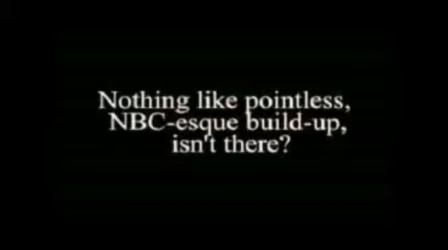 Nothing like pointless,
NBC-esque build-up,
isn't there?